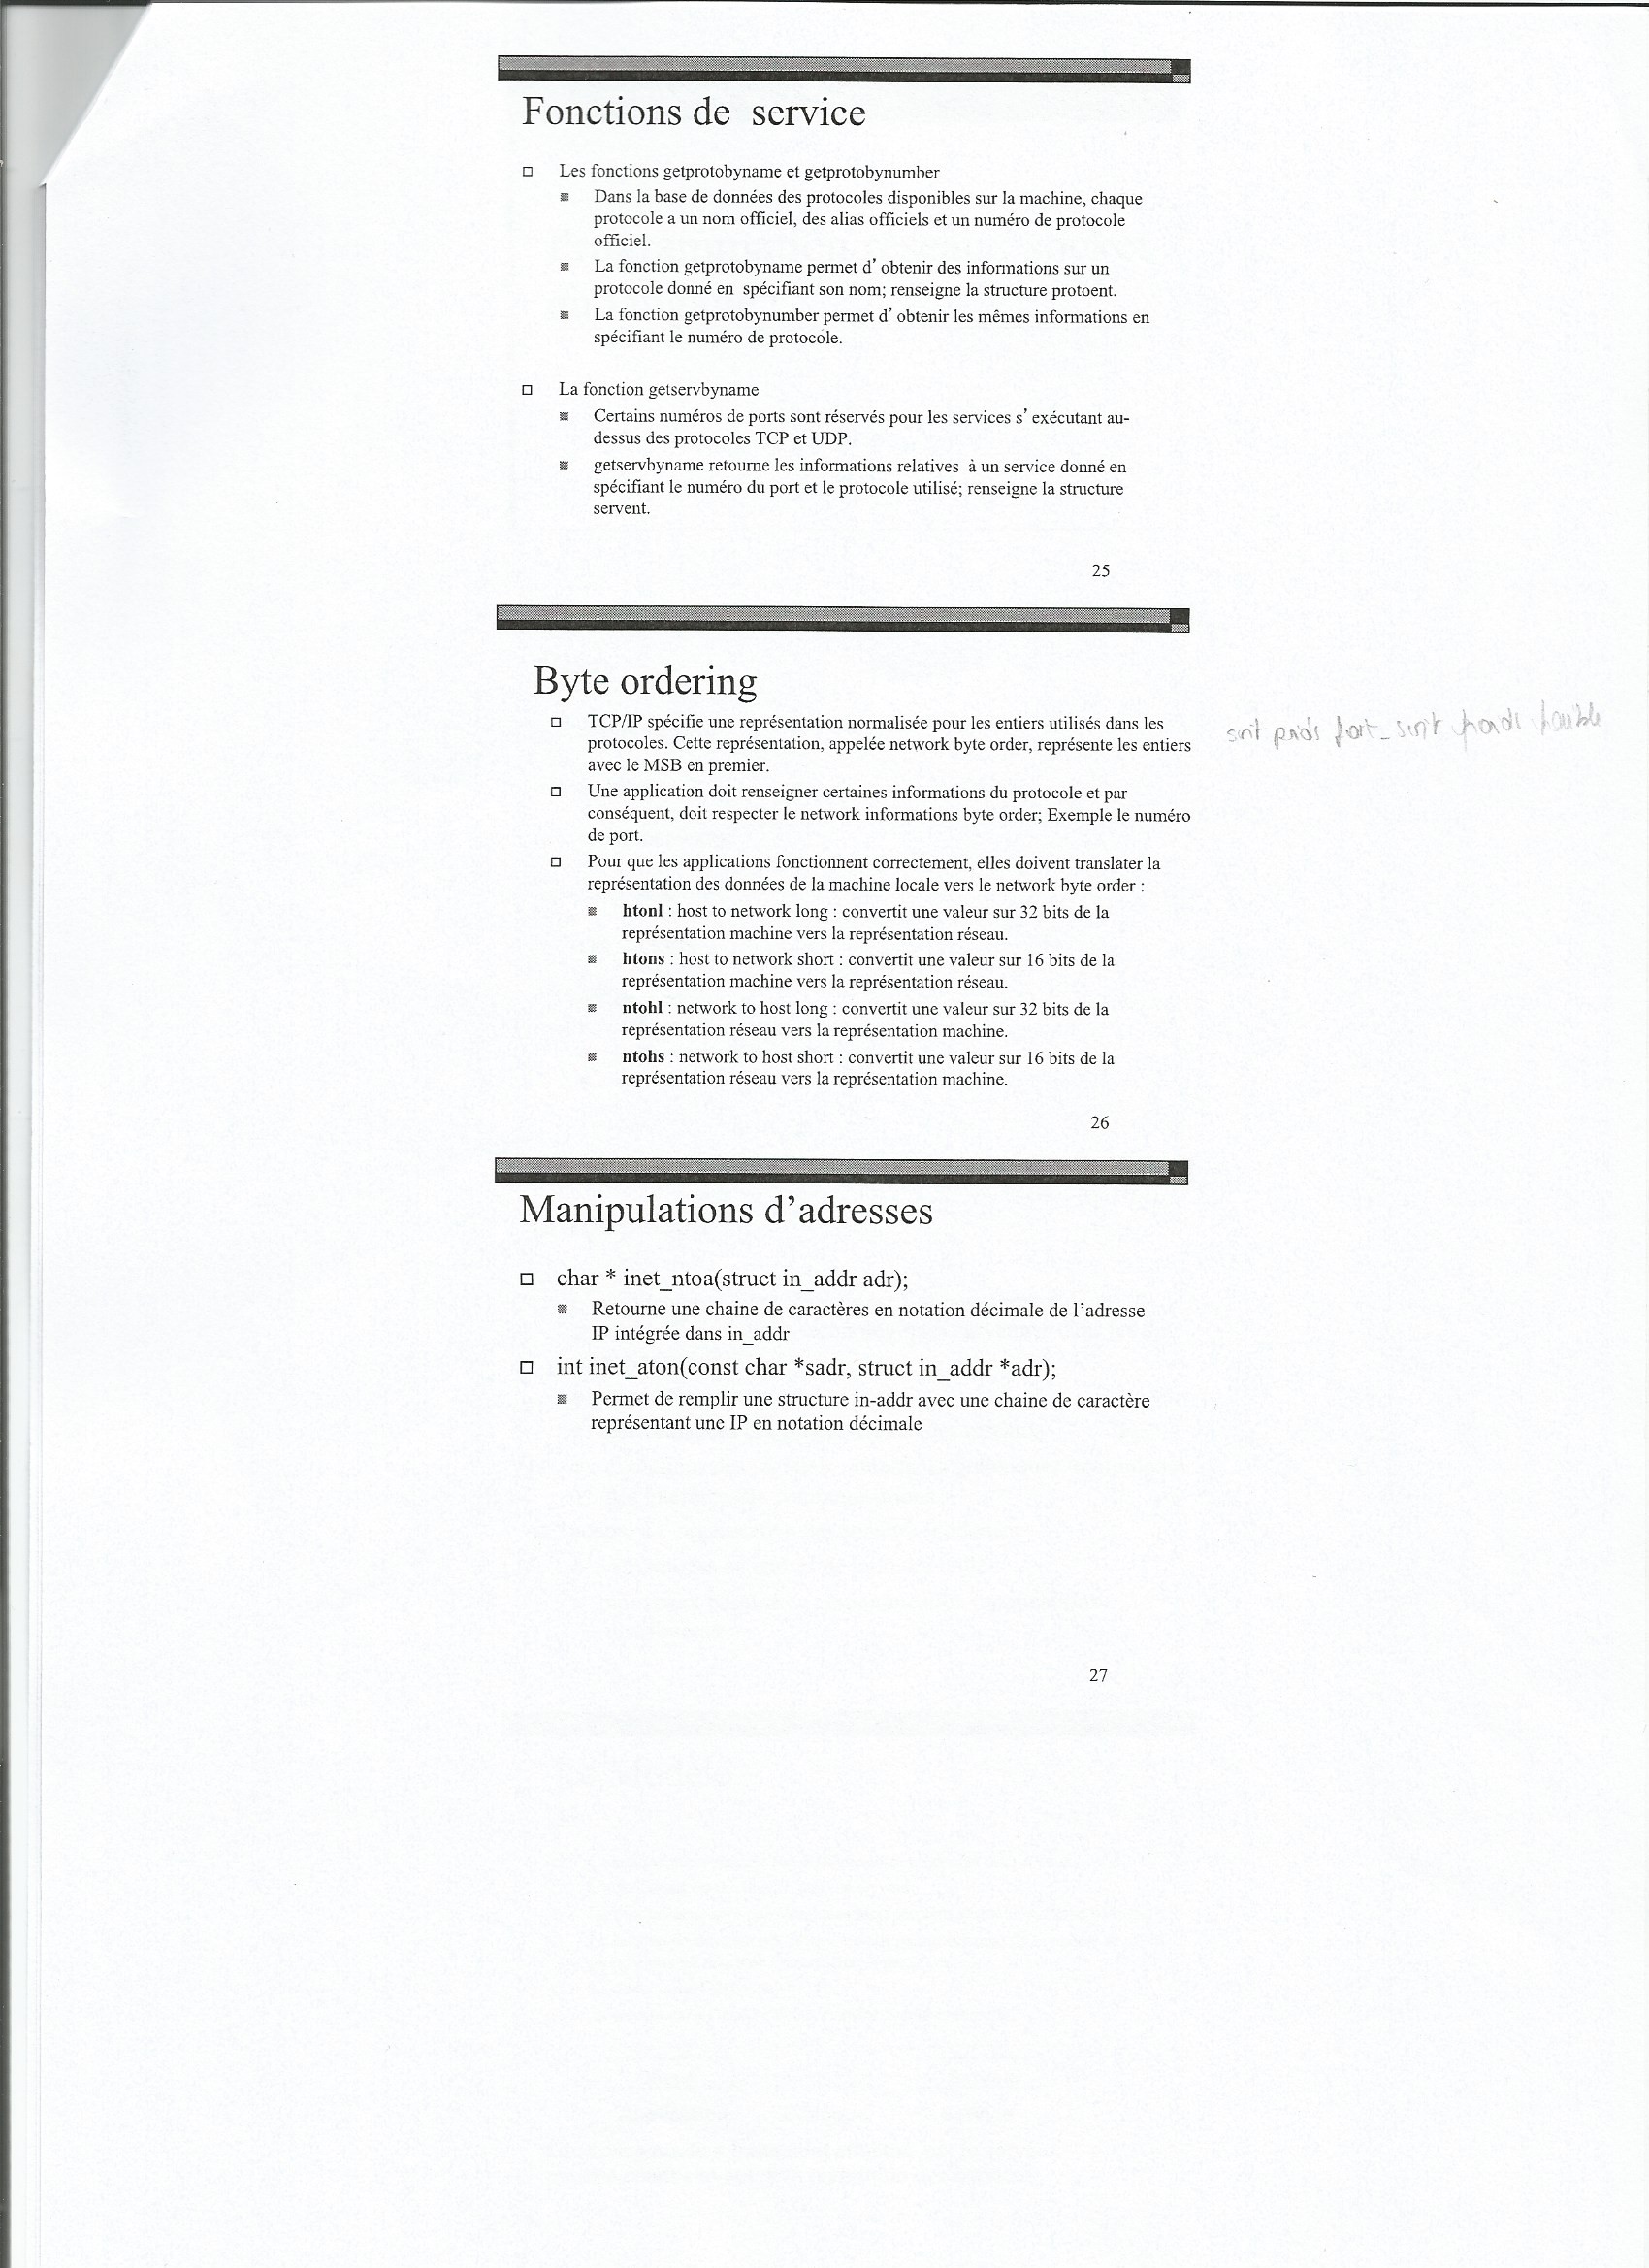 Fonctions de service
Les fonctions getprotobyname et getprotobynumber
Dans la base de données des protocoles disponibles sur la machine, chaque
protocole a un nom officiel, des alias officiels et un numéro de protocole
officiel.
La fonction getprotobyname permet d’ obtenir des informations sur un
protocole donné en spécifiant son nom; renseigne la structure protoent.
La fonction getprotobynumber permet d’ obtenir les mêmes informations en
spécifiant le numéro de protocole.
La fonction getservbyname
Certains numéros de ports sont réservés pour les services s’ exécutant au-
dessus des protocoles TCP et UDP.
getservbyname retourne les informations relatives à un service donné en
spécifiant le numéro du port et le protocole utilisé; renseigne la structure
servent.
25
Byte ordering
TCP/IP spécifie une représentation normalisée pour les entiers utilisés dans les
protocoles. Cette représentation, appelée network byte order, représente les entiers
avec le MSB en premier.
poids fort - poids
Une application doit renseigner certaines informations du protocole et par
conséquent, doit respecter le network informations byte order; Exemple le numéro
de port.
Pour que les applications fonctionnent correctement, elles doivent translater la
représentation des données de la machine locale vers le network byte order :
htonl : host to network long : convertit une valeur sur 32 bits de la
représentation machine vers la représentation réseau.
htons : host to network short : convertit une valeur sur 16 bits de la
représentation machine vers la représentation réseau.
ntohl : network to host long : convertit une valeur sur 32 bits de la
représentation réseau vers la représentation machine.
ntohs : network to host short : convertit une valeur sur 16 bits de la
représentation réseau vers la représentation machine.
26
Manipulations d’adresses
char * inet_ntoa(struct in_addr adr);
Retourne une chaine de caractères en notation décimale de l’adresse
IP intégrée dans in_addr
int inet_aton(const char *sadr, struct in_addr *adr);
Permet de remplir une structure in-addr avec une chaine de caractère
représentant une IP en notation décimale
27